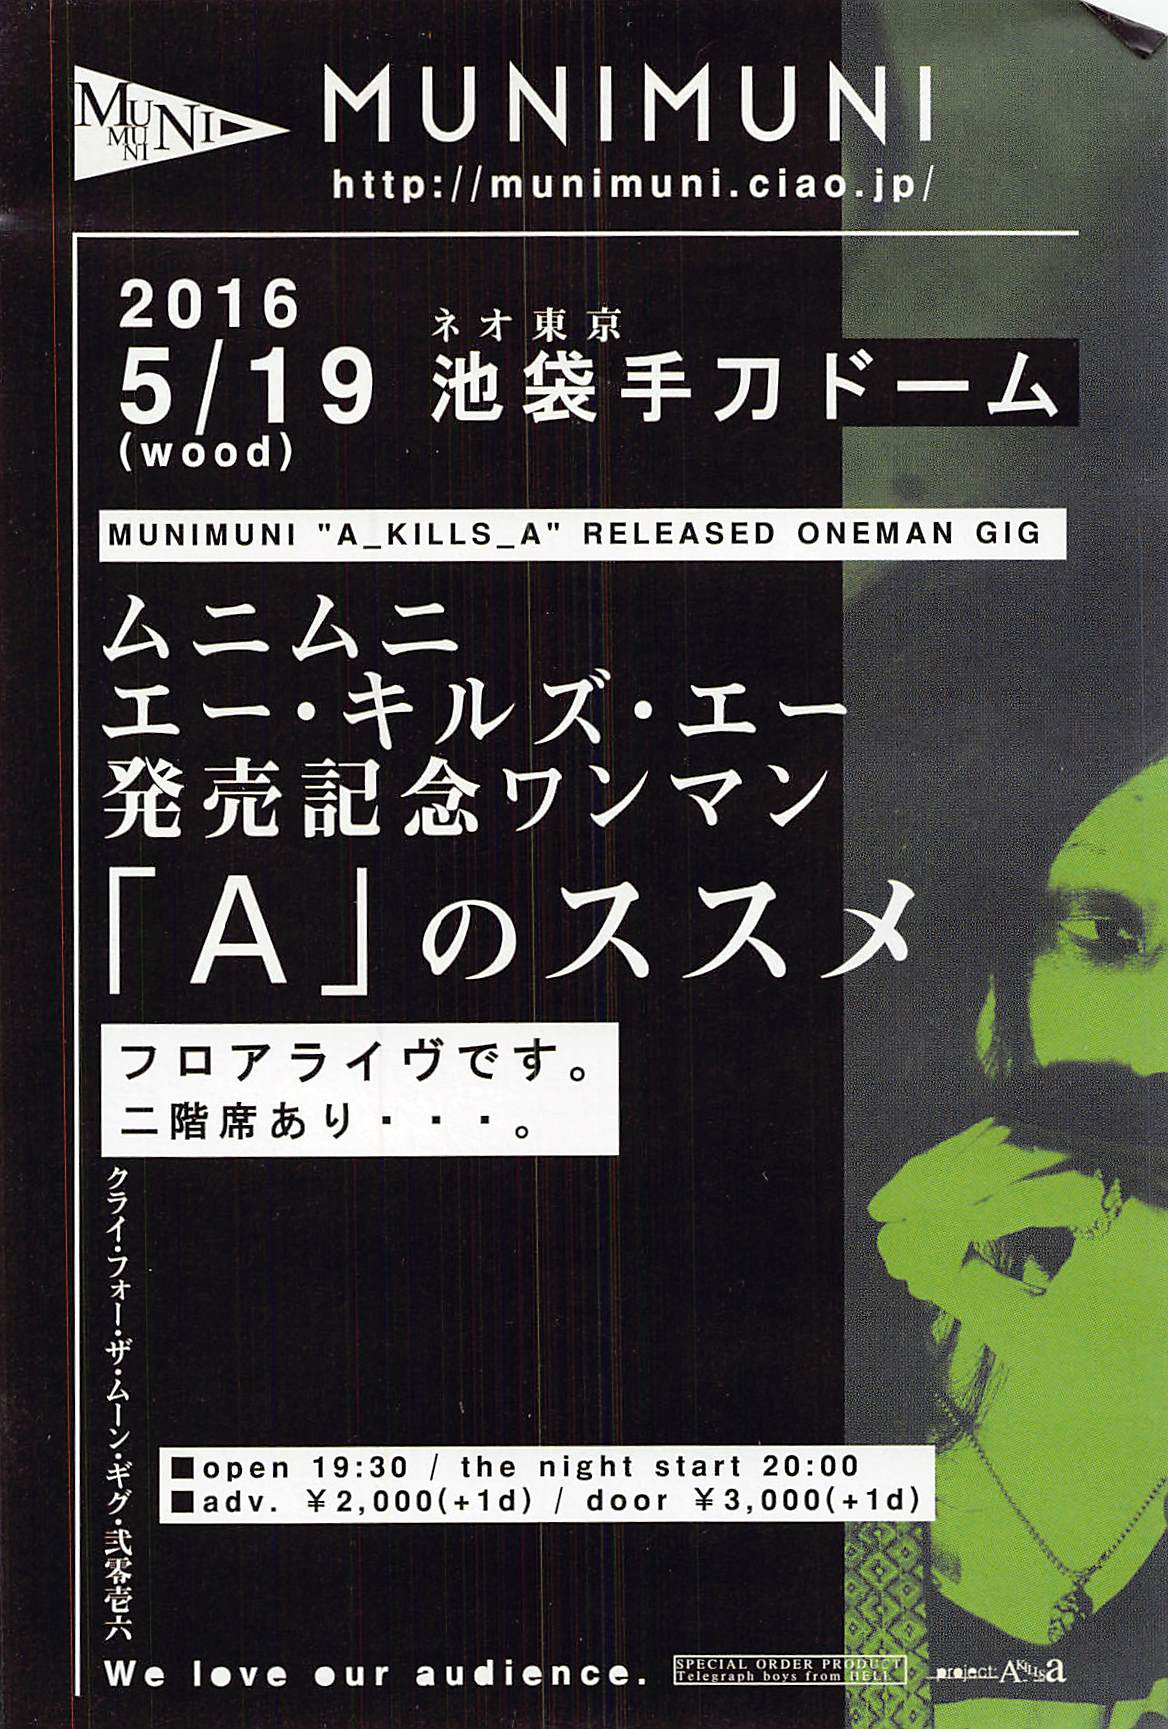 MUNIMUNI
MUNIMUNI
http://munimuni.ciao.jp/
2016
5/19
(wood)
ネオ東京
池袋手刀ドーム
MUNIMUNI "A_KILLS_A" RELEASED ONEMAN GIG
ムニムニ
エー・キルズ・エー
発売記念ワンマン
「A」のススメ
フロアライヴです。
二階席あり・・・。
クライ・フォー・ザ・ムーン・ギグ・弐零壱六
■open 19:30 / the night start 20:00
■adv. ¥2,000(+1d) / door ¥3,000(+1d)
We love our audience.
SPECIAL ORDER PRODUCT
Telegraph boys from HELL
project AKILLSa